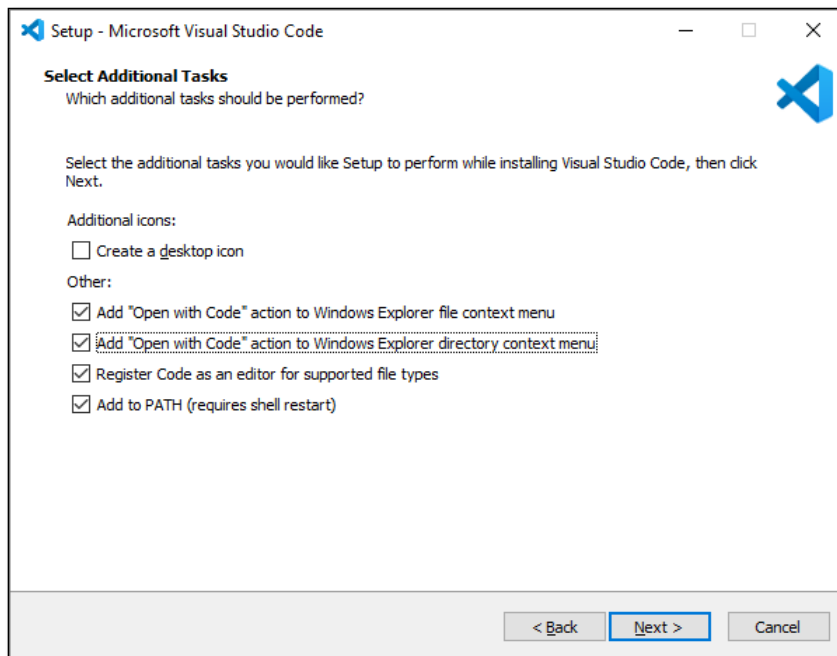 Setup - Microsoft Visual Studio Code
Select Additional Tasks
Which additional tasks should be performed?
Select the additional tasks you would like Setup to perform while installing Visual Studio Code, then click
Next.
Additional icons:
Create a desktop icon
Other:
Add "Open with Code" action to Windows Explorer file context menu
Add "Open with Code" action to Windows Explorer directory context menu
Register Code as an editor for supported file types
Add to PATH (requires shell restart)
< Back Next > Cancel